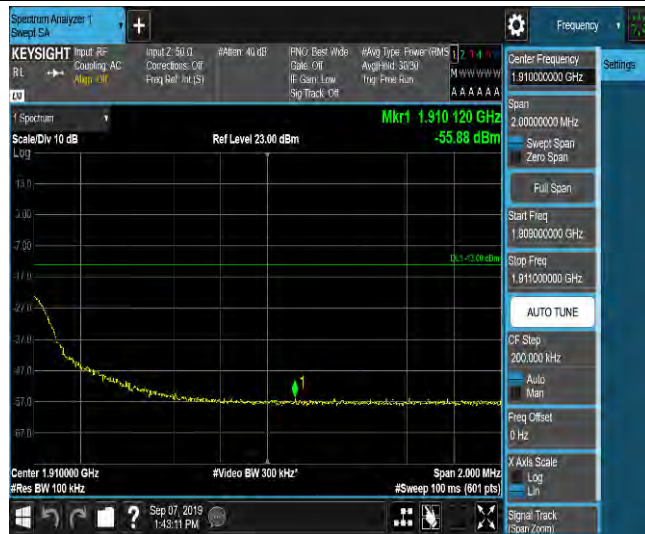 Spectrum Analyzer 1
Swept SA
Frequency
KEYSIGHT
RL
Input: RF
Coupling: AC
Align: Off
Input Z: 50 Ω
Corrections: Off
Freq Ref: Int (S)
#Atten: 40 dB
PNO: Best Wide
Gate: Off
IF Gain: Low
Sig Track: Off
#Avg Type: Power (RMS
Avg|Hold: 30/30
Trig: Free Run
M W W W W W
A A A A A A
LW
1 Spectrum
Scale/Div 10 dB
Ref Level 23.00 dBm
Mkr1 1.910 120 GHz
-55.88 dBm
Log
13.0
3.00
-7.00
DL1 -13.00 dBm
-17.0
-27.0
-37.0
-47.0
1
-57.0
-67.0
Center 1.910000 GHz
#Video BW 300 kHz*
Span 2.000 MHz
#Res BW 100 kHz
#Sweep 100 ms (601 pts)
Sep 07, 2019
1:43:11 PM
Center Frequency
1.910000000 GHz
Settings
Span
2.00000000 MHz
Swept Span
Zero Span
Full Span
Start Freq
1.909000000 GHz
Stop Freq
1.911000000 GHz
AUTO TUNE
CF Step
200.000 kHz
Auto
Man
Freq Offset
0 Hz
X Axis Scale
Log
Lin
Signal Track
(Span Zoom)